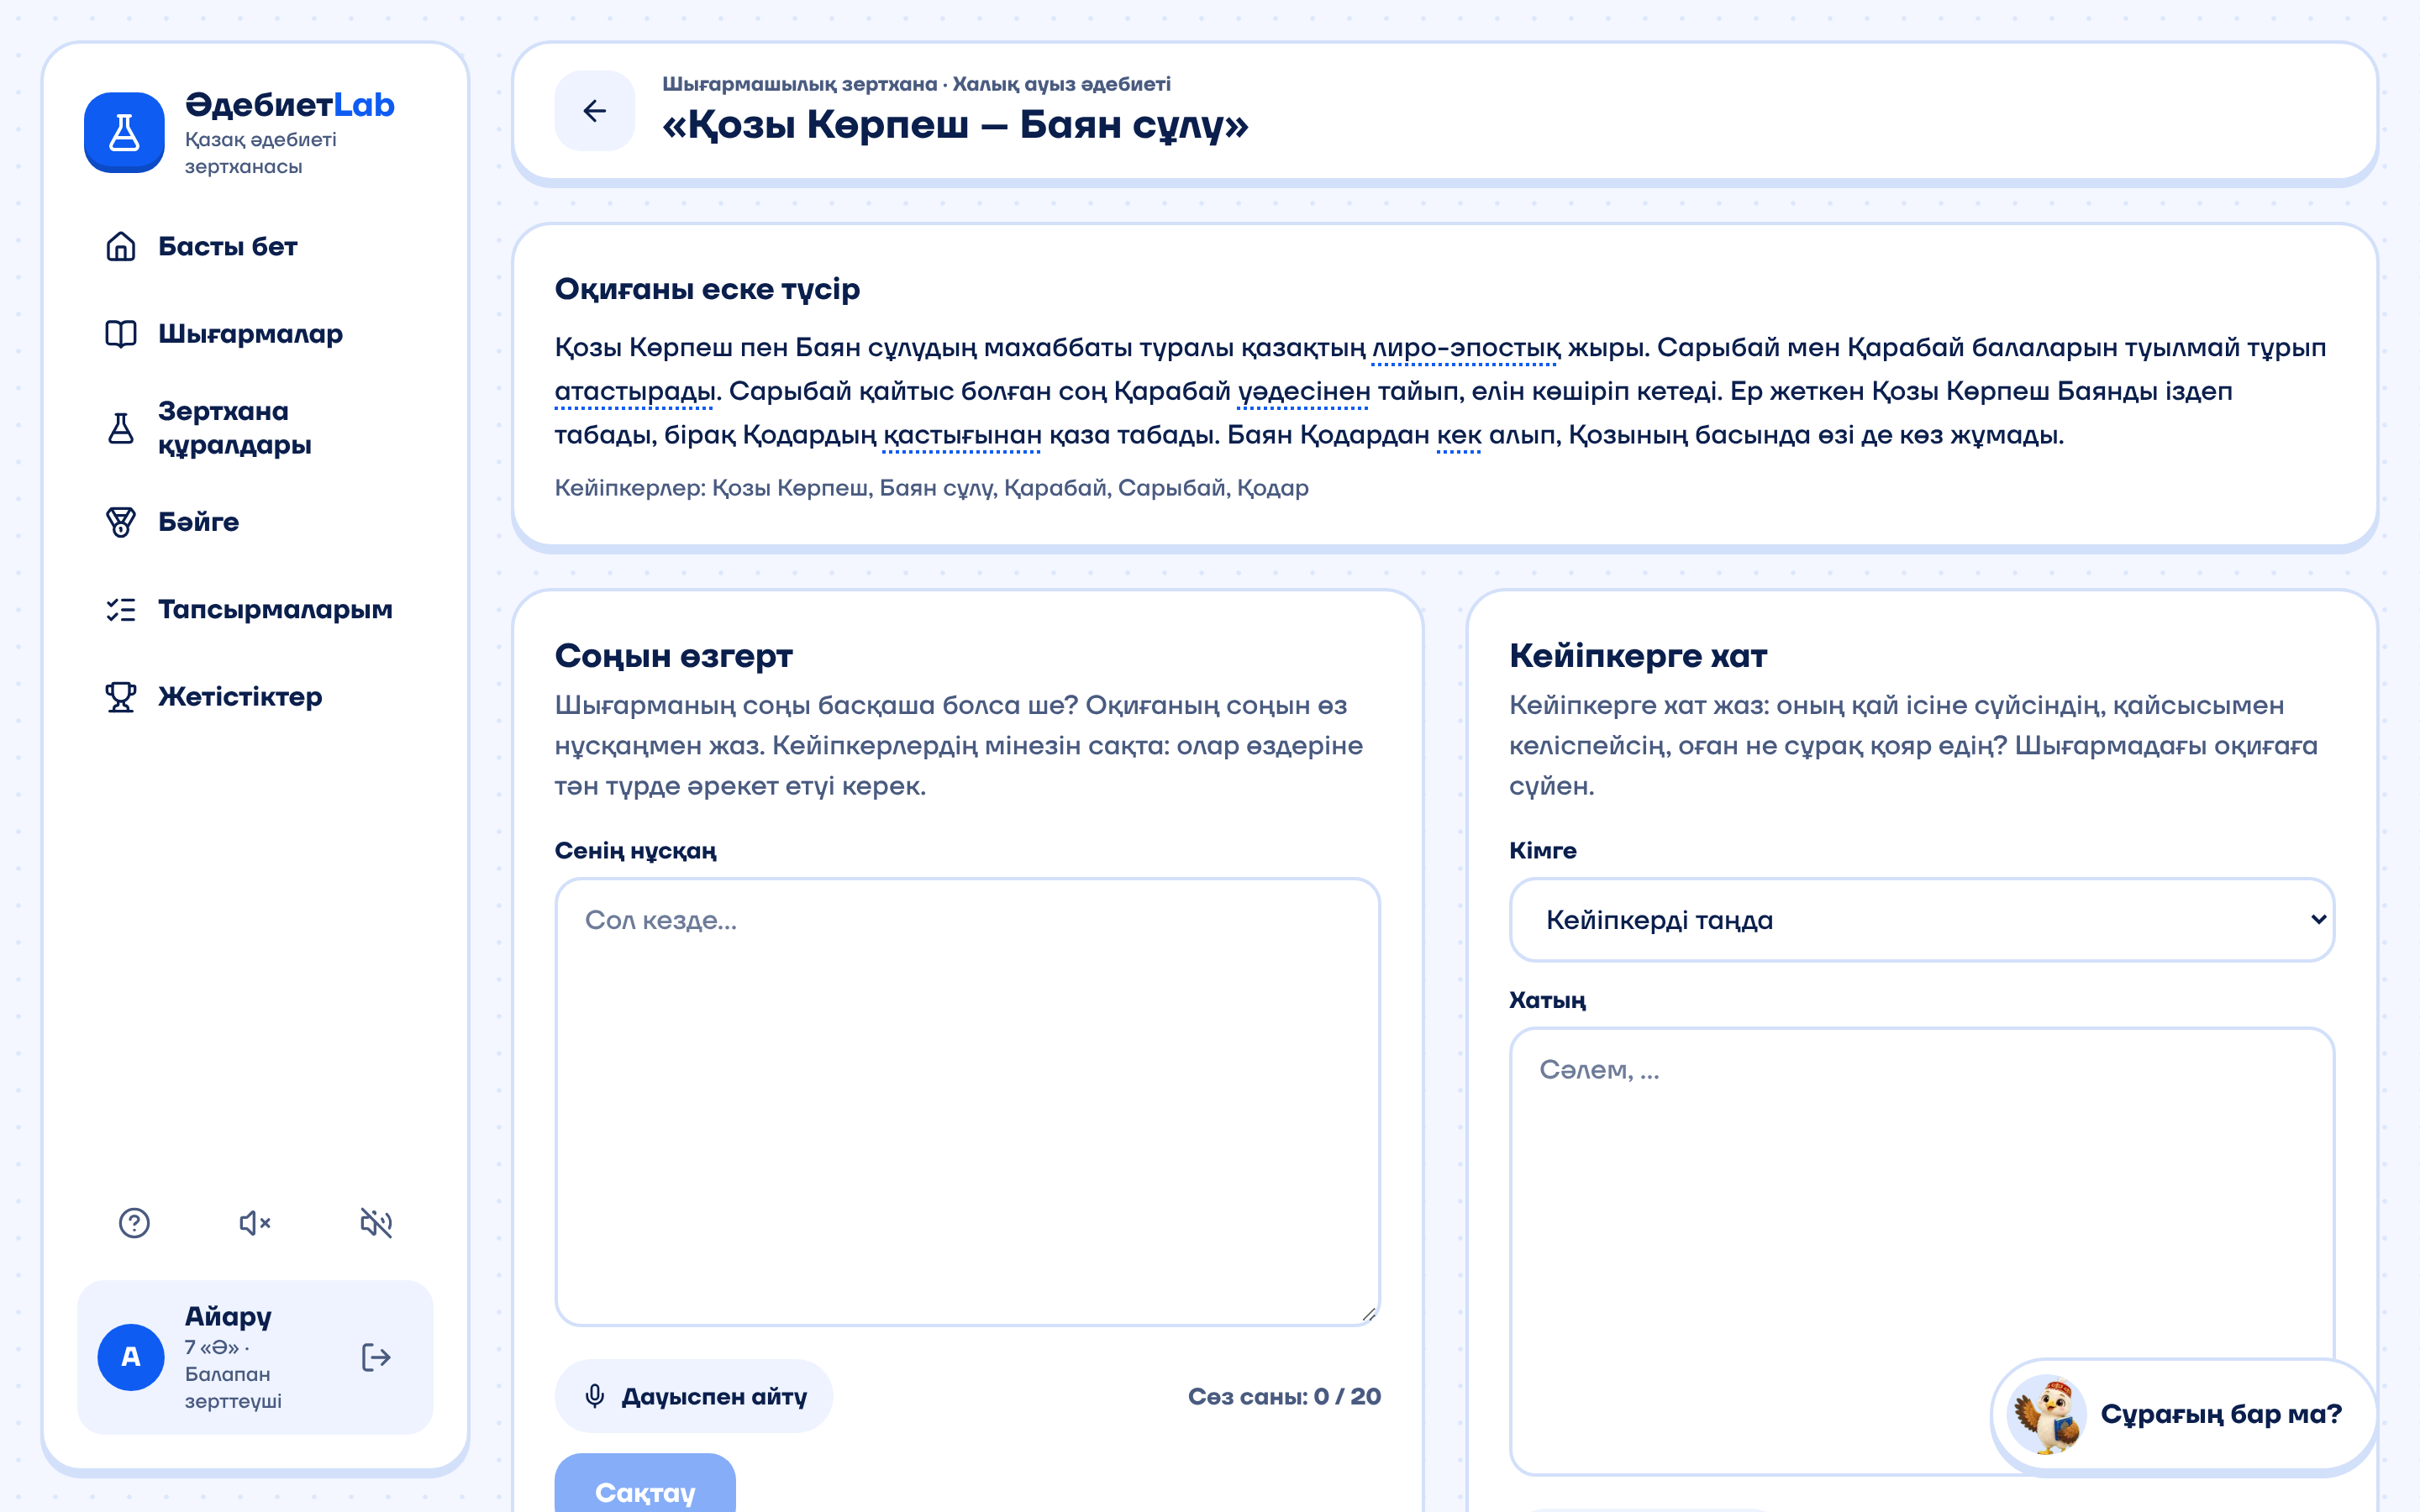 ӘдебиетLab
Қазақ әдебиеті
зертханасы
Басты бет
Шығармалар
Зертхана
құралдары
Бәйге
Тапсырмаларым
Жетістіктер
А
Айару
7 «Ә» ·
Балапан
зерттеуші
Шығармашылық зертхана · Халық ауыз әдебиеті
«Қозы Көрпеш — Баян сұлу»
Оқиғаны еске түсір
Қозы Көрпеш пен Баян сұлудың махаббаты туралы қазақтың лиро-эпостық жыры. Сарыбай мен Қарабай балаларын туылмай тұрып
атастырады. Сарыбай қайтыс болған соң Қарабай уәдесінен тайып, елін көшіріп кетеді. Ер жеткен Қозы Көрпеш Баянды іздеп
табады, бірақ Қодардың қастығынан қаза табады. Баян Қодардан кек алып, Қозының басында өзі де көз жұмады.
Кейіпкерлер: Қозы Көрпеш, Баян сұлу, Қарабай, Сарыбай, Қодар
Соңын өзгерт
Шығарманың соңы басқаша болса ше? Оқиғаның соңын өз
нұсқаңмен жаз. Кейіпкерлердің мінезін сақта: олар өздеріне
тән түрде әрекет етуі керек.
Сенің нұсқаң
Сол кезде...
Дауыспен айту
Сөз саны: 0 / 20
Сақтау
Кейіпкерге хат
Кейіпкерге хат жаз: оның қай ісіне сүйсіндің, қайсысымен
келіспейсің, оған не сұрақ қояр едің? Шығармадағы оқиғаға
сүйен.
Кімге
Кейіпкерді таңда
Хатың
Сәлем, ...
Сұрағың бар ма?